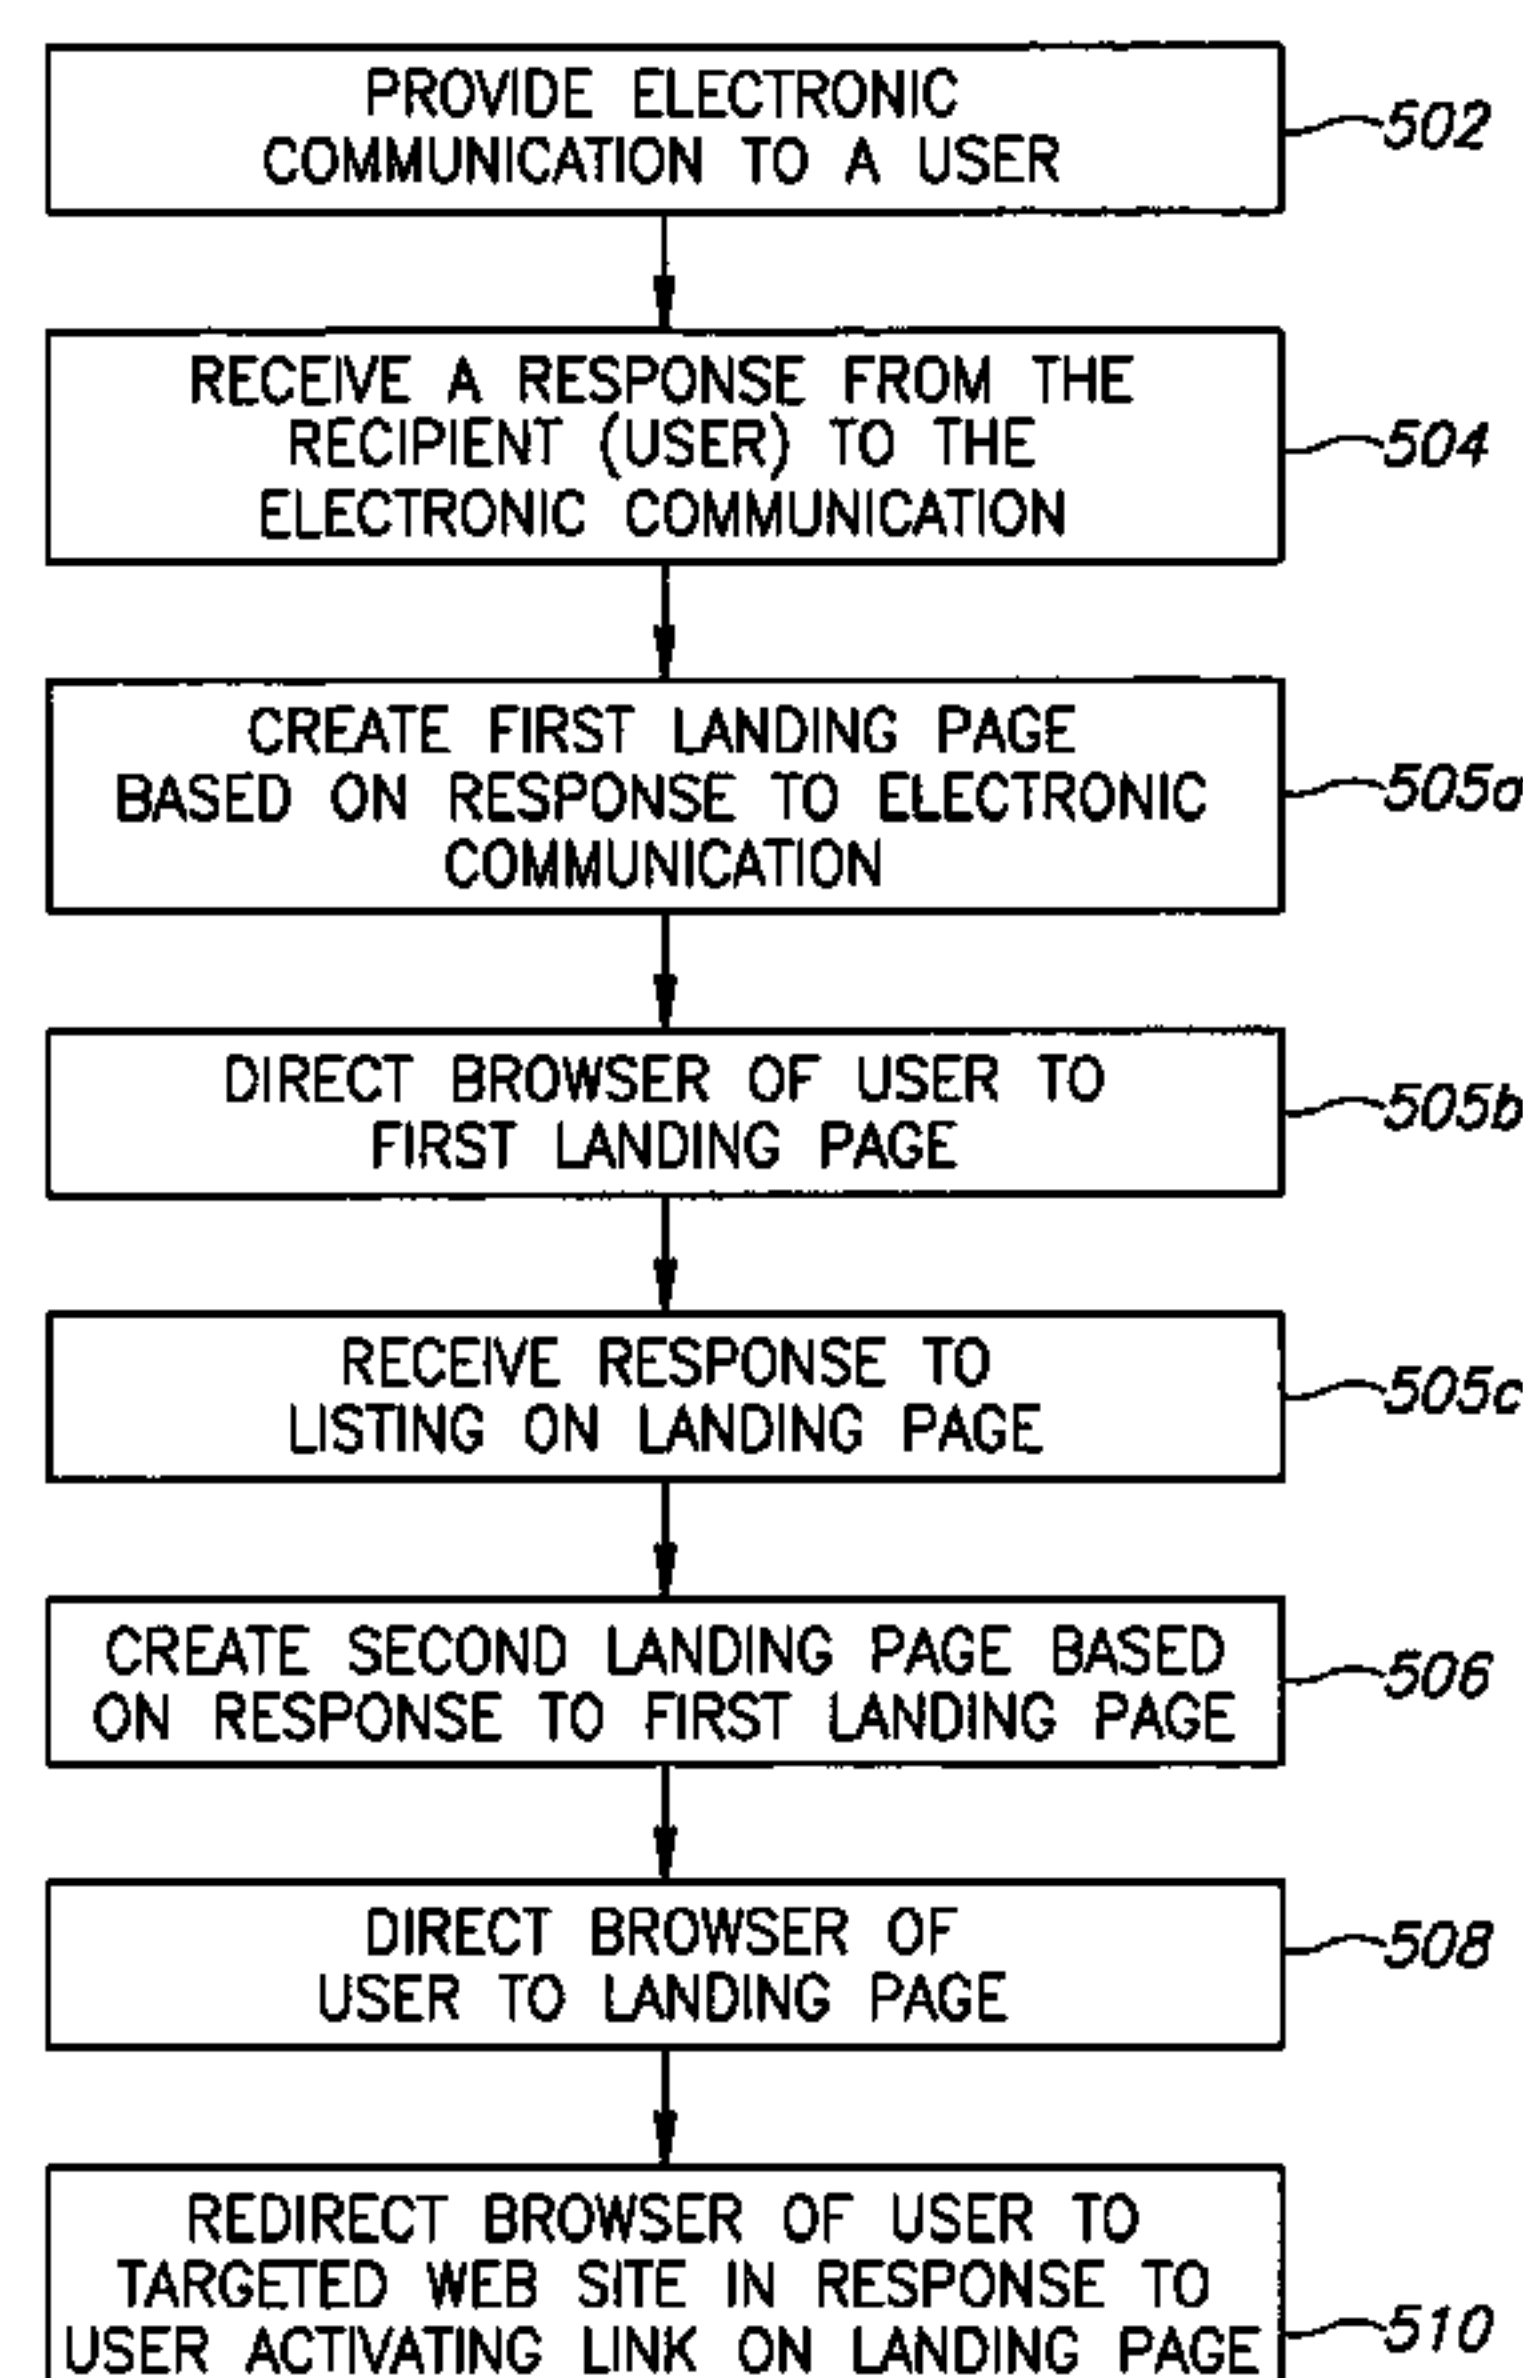 PROVIDE ELECTRONIC
COMMUNICATION TO A USER
502
RECEIVE A RESPONSE FROM THE
RECIPIENT (USER) TO THE
ELECTRONIC COMMUNICATION
504
CREATE FIRST LANDING PAGE
BASED ON RESPONSE TO ELECTRONIC
COMMUNICATION
505a
DIRECT BROWSER OF USER TO
FIRST LANDING PAGE
505b
RECEIVE RESPONSE TO
LISTING ON LANDING PAGE
505c
CREATE SECOND LANDING PAGE BASED
ON RESPONSE TO FIRST LANDING PAGE
506
DIRECT BROWSER OF
USER TO LANDING PAGE
508
REDIRECT BROWSER OF USER TO
TARGETED WEB SITE IN RESPONSE TO
USER ACTIVATING LINK ON LANDING PAGE
510